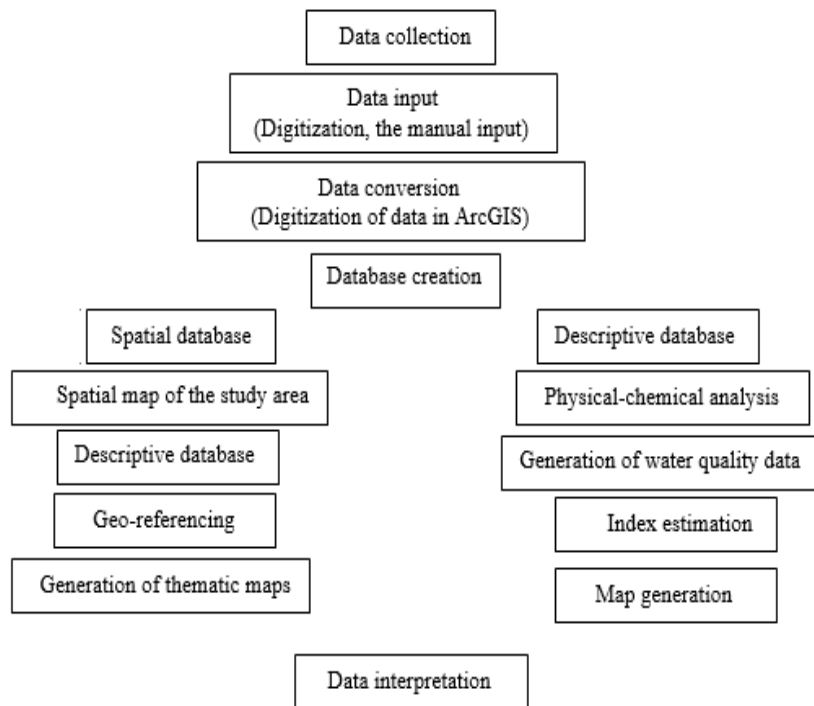 Data collection
Data input
(Digitization, the manual input)
Data conversion
(Digitization of data in ArcGIS)
Database creation
Spatial database
Descriptive database
Spatial map of the study area
Physical-chemical analysis
Descriptive database
Generation of water quality data
Geo-referencing
Index estimation
Generation of thematic maps
Map generation
Data interpretation